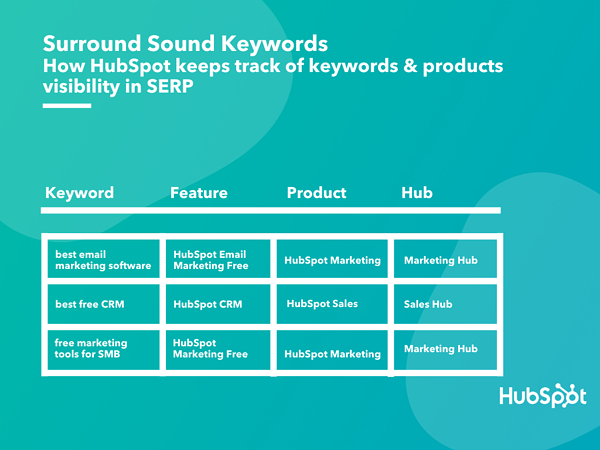 Surround Sound Keywords
How HubSpot keeps track of keywords & products
visibility in SERP
Keyword Feature Product Hub
best email
marketing software
HubSpot Email
Marketing Free
HubSpot Marketing
Marketing Hub
best free CRM
HubSpot CRM
HubSpot Sales
Sales Hub
free marketing
tools for SMB
HubSpot
Marketing Free
HubSpot Marketing
Marketing Hub
HubSpot